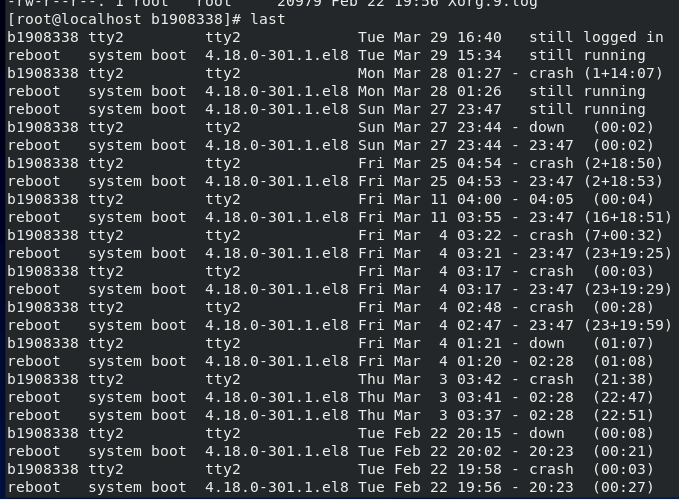 -rw-r--r--. 1 root   root     20979 Feb 22 19:56 Xorg.9.log
[root@localhost b1908338]# last
b1908338 tty2         tty2             Tue Mar 29 16:40   still logged in
reboot   system boot  4.18.0-301.1.el8 Tue Mar 29 15:34   still running
b1908338 tty2         tty2             Mon Mar 28 01:27 - crash (1+14:07)
reboot   system boot  4.18.0-301.1.el8 Mon Mar 28 01:26   still running
reboot   system boot  4.18.0-301.1.el8 Sun Mar 27 23:47   still running
b1908338 tty2         tty2             Sun Mar 27 23:44 - down   (00:02)
reboot   system boot  4.18.0-301.1.el8 Sun Mar 27 23:44 - 23:47  (00:02)
b1908338 tty2         tty2             Fri Mar 25 04:54 - crash (2+18:50)
reboot   system boot  4.18.0-301.1.el8 Fri Mar 25 04:53 - 23:47 (2+18:53)
b1908338 tty2         tty2             Fri Mar 11 04:00 - 04:05  (00:04)
reboot   system boot  4.18.0-301.1.el8 Fri Mar 11 03:55 - 23:47 (16+18:51)
b1908338 tty2         tty2             Fri Mar  4 03:22 - crash (7+00:32)
reboot   system boot  4.18.0-301.1.el8 Fri Mar  4 03:21 - 23:47 (23+19:25)
b1908338 tty2         tty2             Fri Mar  4 03:17 - crash  (00:03)
reboot   system boot  4.18.0-301.1.el8 Fri Mar  4 03:17 - 23:47 (23+19:29)
b1908338 tty2         tty2             Fri Mar  4 02:48 - crash  (00:28)
reboot   system boot  4.18.0-301.1.el8 Fri Mar  4 02:47 - 23:47 (23+19:59)
b1908338 tty2         tty2             Fri Mar  4 01:21 - down   (01:07)
reboot   system boot  4.18.0-301.1.el8 Fri Mar  4 01:20 - 02:28  (01:08)
b1908338 tty2         tty2             Thu Mar  3 03:42 - crash  (21:38)
reboot   system boot  4.18.0-301.1.el8 Thu Mar  3 03:41 - 02:28  (22:47)
reboot   system boot  4.18.0-301.1.el8 Thu Mar  3 03:37 - 02:28  (22:51)
b1908338 tty2         tty2             Tue Feb 22 20:15 - down   (00:08)
reboot   system boot  4.18.0-301.1.el8 Tue Feb 22 20:02 - 20:23  (00:21)
b1908338 tty2         tty2             Tue Feb 22 19:58 - crash  (00:03)
reboot   system boot  4.18.0-301.1.el8 Tue Feb 22 19:56 - 20:23  (00:27)